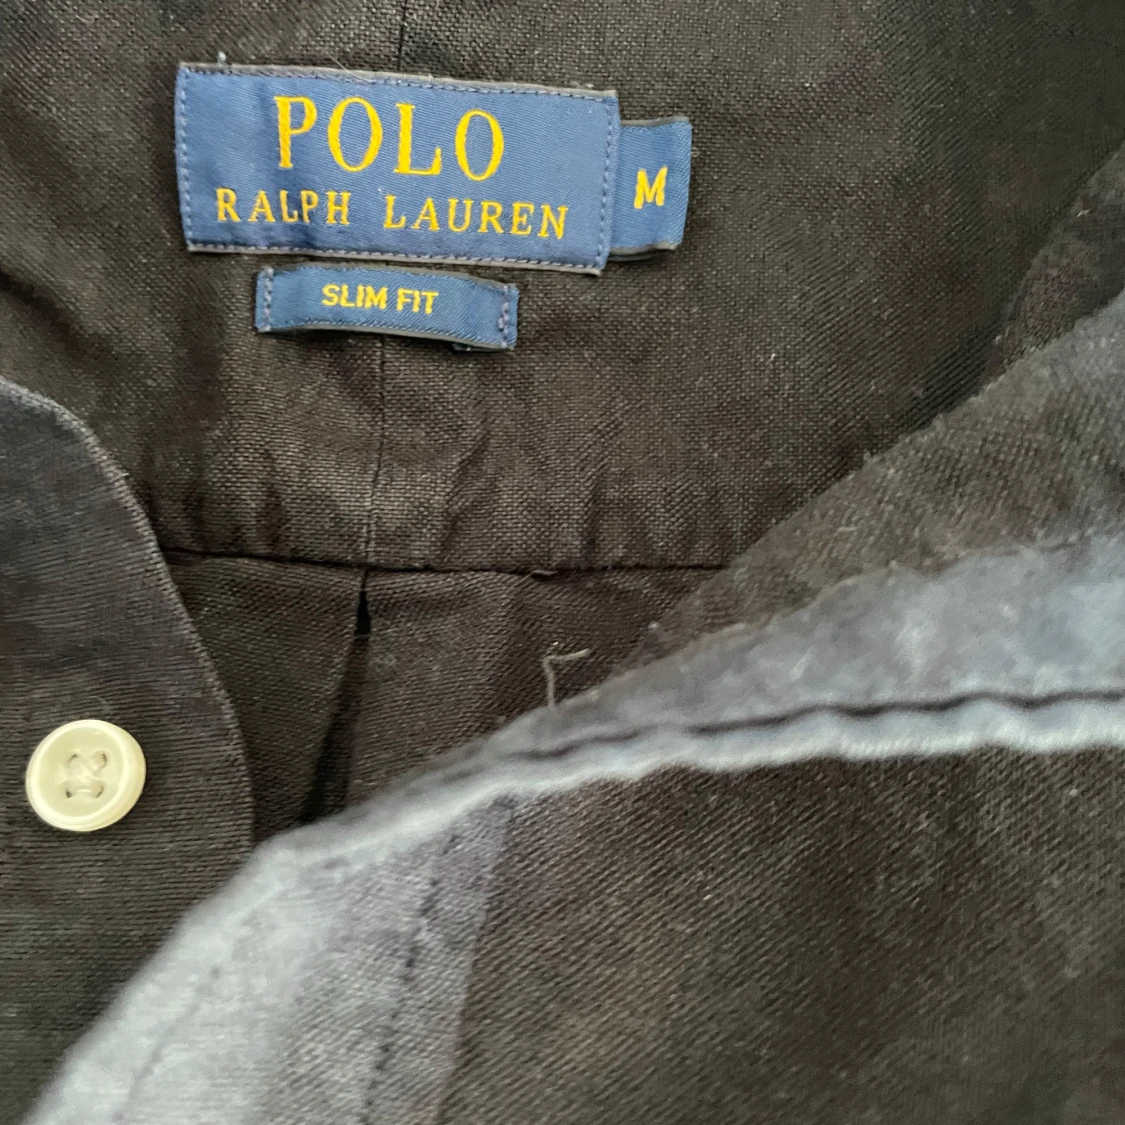 POLO
RALPH LAUREN
M
SLIM FIT